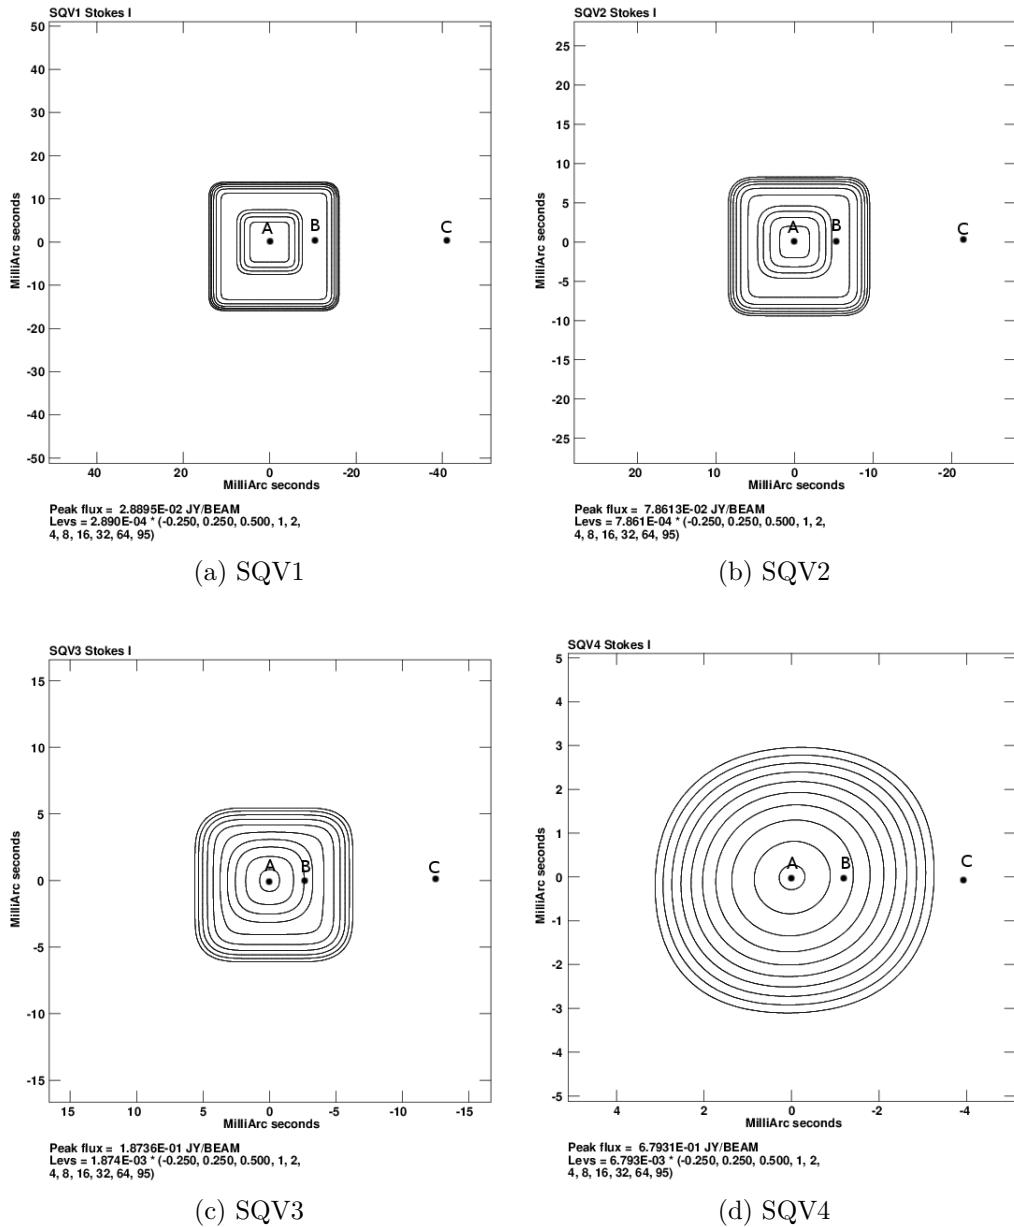 SQV1 Stokes I
50
40
30
20
10
0
-10
-20
-30
-40
-50
MilliArc seconds
A
B
C
40
20
0
-20
-40
MilliArc seconds
Peak flux = 2.8895E-02 JY/BEAM
Levs = 2.890E-04 * (-0.250, 0.250, 0.500, 1, 2,
4, 8, 16, 32, 64, 95)
(a) SQV1
SQV2 Stokes I
25
20
15
10
5
0
-5
-10
-15
-20
-25
MilliArc seconds
A
B
C
20
10
0
-10
-20
MilliArc seconds
Peak flux = 7.8613E-02 JY/BEAM
Levs = 7.861E-04 * (-0.250, 0.250, 0.500, 1, 2,
4, 8, 16, 32, 64, 95)
(b) SQV2
SQV3 Stokes I
15
10
5
0
-5
-10
-15
MilliArc seconds
A
B
C
15
10
5
0
-5
-10
-15
MilliArc seconds
Peak flux = 1.8736E-01 JY/BEAM
Levs = 1.874E-03 * (-0.250, 0.250, 0.500, 1, 2,
4, 8, 16, 32, 64, 95)
(c) SQV3
SQV4 Stokes I
5
4
3
2
1
0
-1
-2
-3
-4
-5
MilliArc seconds
A
B
C
4
2
0
-2
-4
MilliArc seconds
Peak flux = 6.7931E-01 JY/BEAM
Levs = 6.793E-03 * (-0.250, 0.250, 0.500, 1, 2,
4, 8, 16, 32, 64, 95)
(d) SQV4